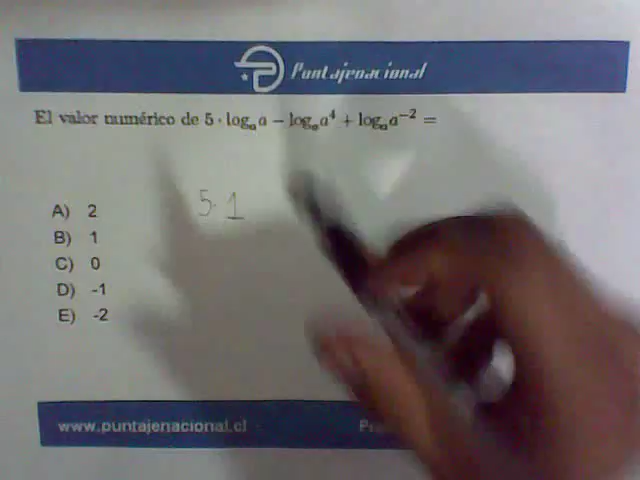 Puntajenacional
El valor numérico de 5 · logₐ a − logₐ a⁴ + logₐ a⁻² =
5 · 1
A) 2
B) 1
C) 0
D) -1
E) -2
www.puntajenacional.cl